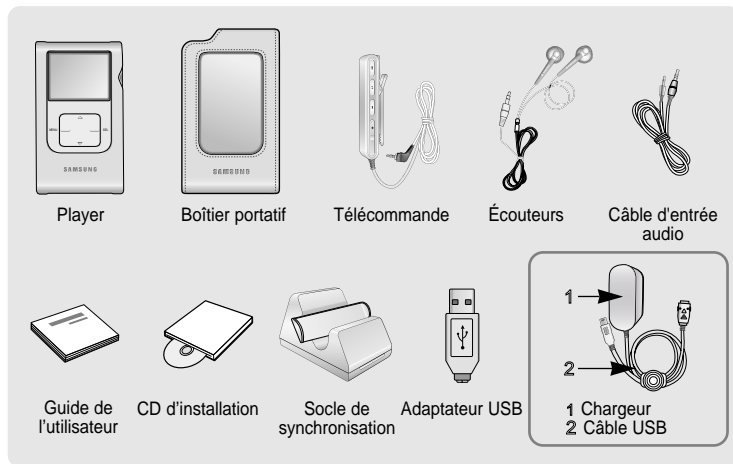 MENU
SAMSUNG
SAMSUNG
Player
Boîtier portatif
Télécommande
Écouteurs
Câble d'entrée
audio
Guide de
l'utilisateur
CD d'installation
Socle de
synchronisation
Adaptateur USB
1
2
1 Chargeur
2 Câble USB